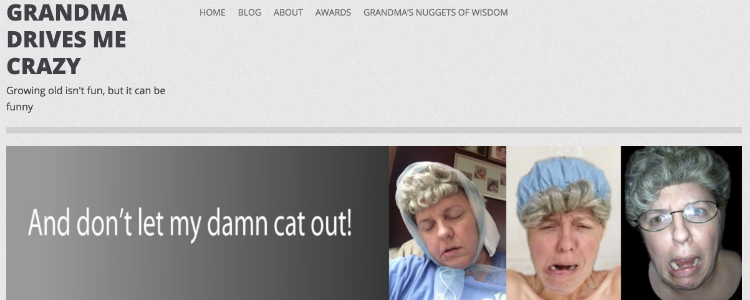 GRANDMA
DRIVES ME
CRAZY
Growing old isn't fun, but it can be
funny
HOME BLOG ABOUT AWARDS GRANDMA'S NUGGETS OF WISDOM
And don't let my damn cat out!